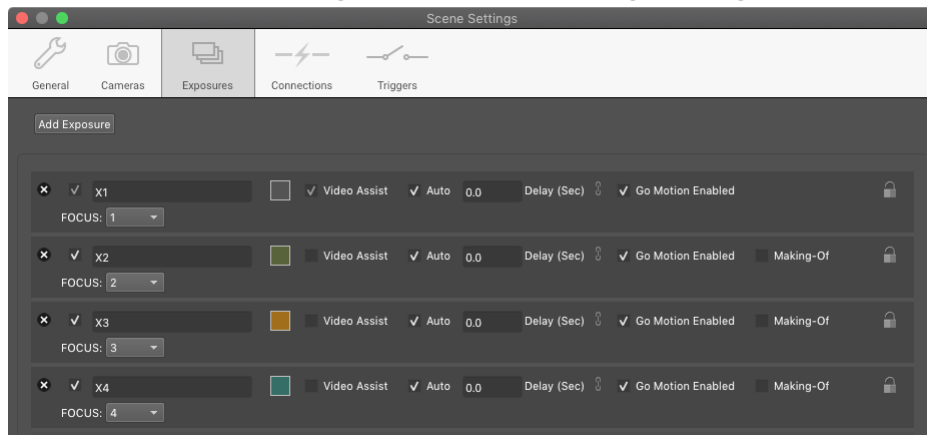 Scene Settings
General Cameras Exposures Connections Triggers
Add Exposure
X1 Video Assist Auto 0.0 Delay (Sec) Go Motion Enabled
FOCUS: 1
X2 Video Assist Auto 0.0 Delay (Sec) Go Motion Enabled Making-Of
FOCUS: 2
X3 Video Assist Auto 0.0 Delay (Sec) Go Motion Enabled Making-Of
FOCUS: 3
X4 Video Assist Auto 0.0 Delay (Sec) Go Motion Enabled Making-Of
FOCUS: 4